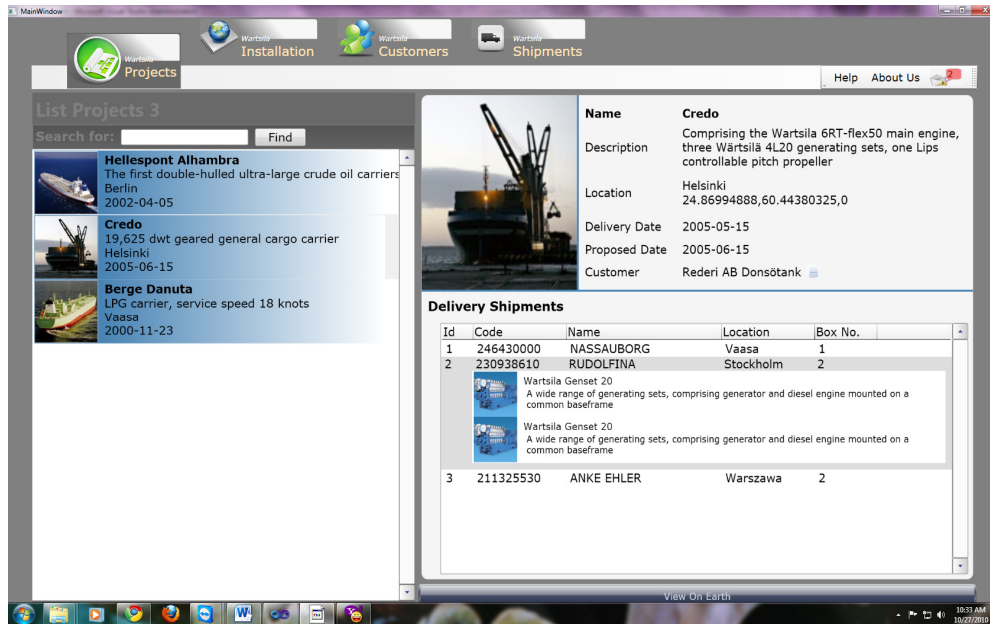 MainWindow
Wartsila
Projects
Wartsila
Installation
Wartsila
Customers
Wartsila
Shipments
Help About Us 2
List Projects 3
Search for: Find
Hellespont Alhambra
The first double-hulled ultra-large crude oil carriers
Berlin
2002-04-05
Credo
19,625 dwt geared general cargo carrier
Helsinki
2005-06-15
Berge Danuta
LPG carrier, service speed 18 knots
Vaasa
2000-11-23
Name Credo
Description Comprising the Wartsila 6RT-flex50 main engine,
three Wärtsilä 4L20 generating sets, one Lips
controllable pitch propeller
Location Helsinki
24.86994888,60.44380325,0
Delivery Date 2005-05-15
Proposed Date 2005-06-15
Customer Rederi AB Donsötank
Delivery Shipments
Id Code Name Location Box No.
1 246430000 NASSAUBORG Vaasa 1
2 230938610 RUDOLFINA Stockholm 2
Wartsila Genset 20
A wide range of generating sets, comprising generator and diesel engine mounted on a
common baseframe
Wartsila Genset 20
A wide range of generating sets, comprising generator and diesel engine mounted on a
common baseframe
3 211325530 ANKE EHLER Warszawa 2
View On Earth
10:33 AM
10/27/2010